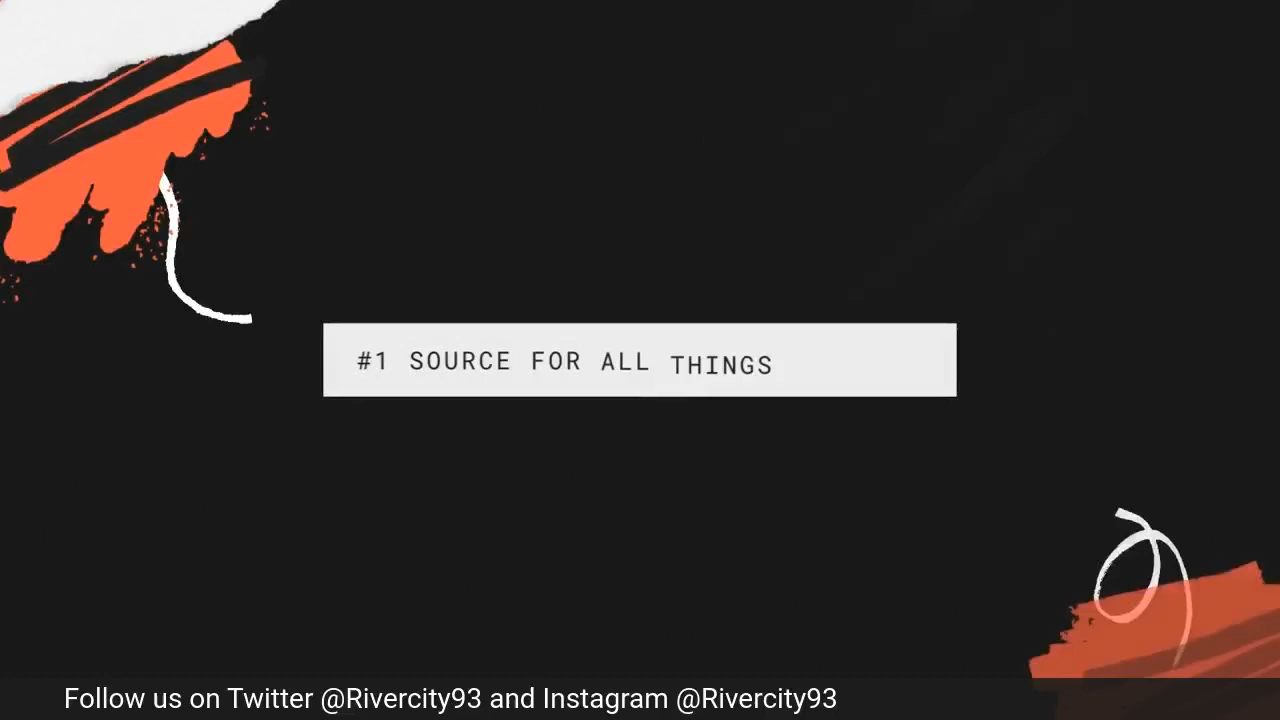 #1 SOURCE FOR ALL THINGS
Follow us on Twitter @Rivercity93 and Instagram @Rivercity93